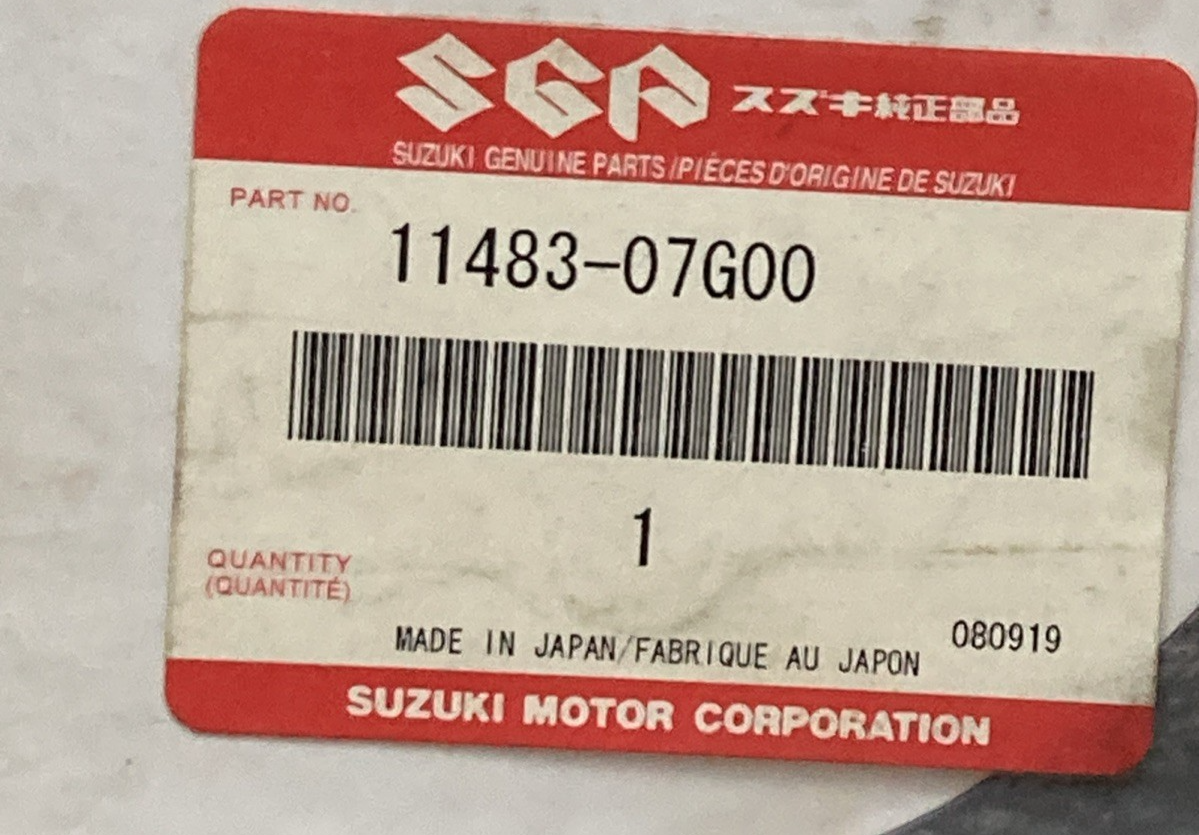 SGP スズキ純正部品
SUZUKI GENUINE PARTS/PIÈCES D'ORIGINE DE SUZUKI
PART NO.
11483-07G00
1
QUANTITY
(QUANTITÉ)
MADE IN JAPAN/FABRIQUE AU JAPON 080919
SUZUKI MOTOR CORPORATION